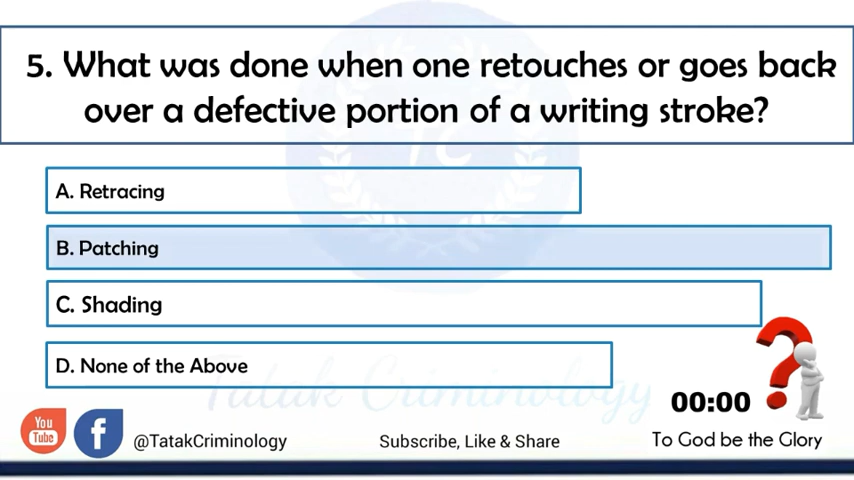 5. What was done when one retouches or goes back
over a defective portion of a writing stroke?
TC
A. Retracing
B. Patching
C. Shading
D. None of the Above
Tatak Criminology
00:00
You
Tube
f
@TatakCriminology
Subscribe, Like & Share
To God be the Glory